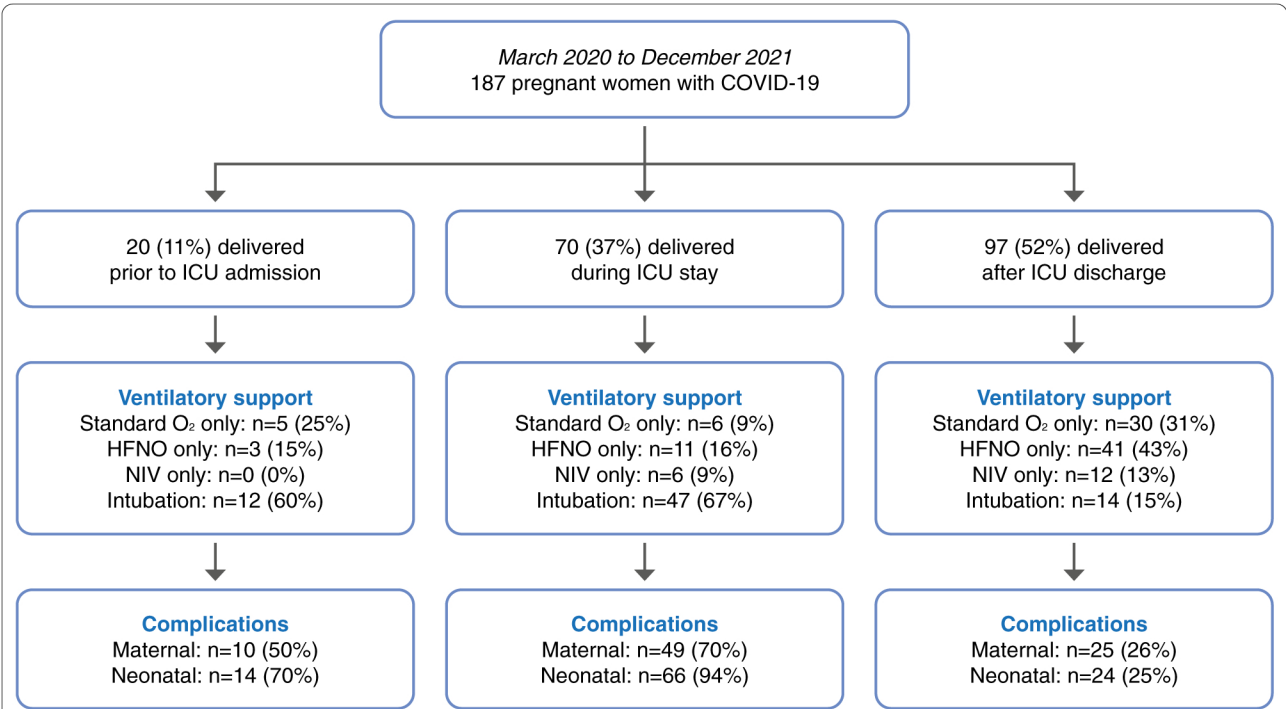 March 2020 to December 2021
187 pregnant women with COVID-19
20 (11%) delivered
prior to ICU admission
70 (37%) delivered
during ICU stay
97 (52%) delivered
after ICU discharge
Ventilatory support
Standard O₂ only: n=5 (25%)
HFNO only: n=3 (15%)
NIV only: n=0 (0%)
Intubation: n=12 (60%)
Ventilatory support
Standard O₂ only: n=6 (9%)
HFNO only: n=11 (16%)
NIV only: n=6 (9%)
Intubation: n=47 (67%)
Ventilatory support
Standard O₂ only: n=30 (31%)
HFNO only: n=41 (43%)
NIV only: n=12 (13%)
Intubation: n=14 (15%)
Complications
Maternal: n=10 (50%)
Neonatal: n=14 (70%)
Complications
Maternal: n=49 (70%)
Neonatal: n=66 (94%)
Complications
Maternal: n=25 (26%)
Neonatal: n=24 (25%)